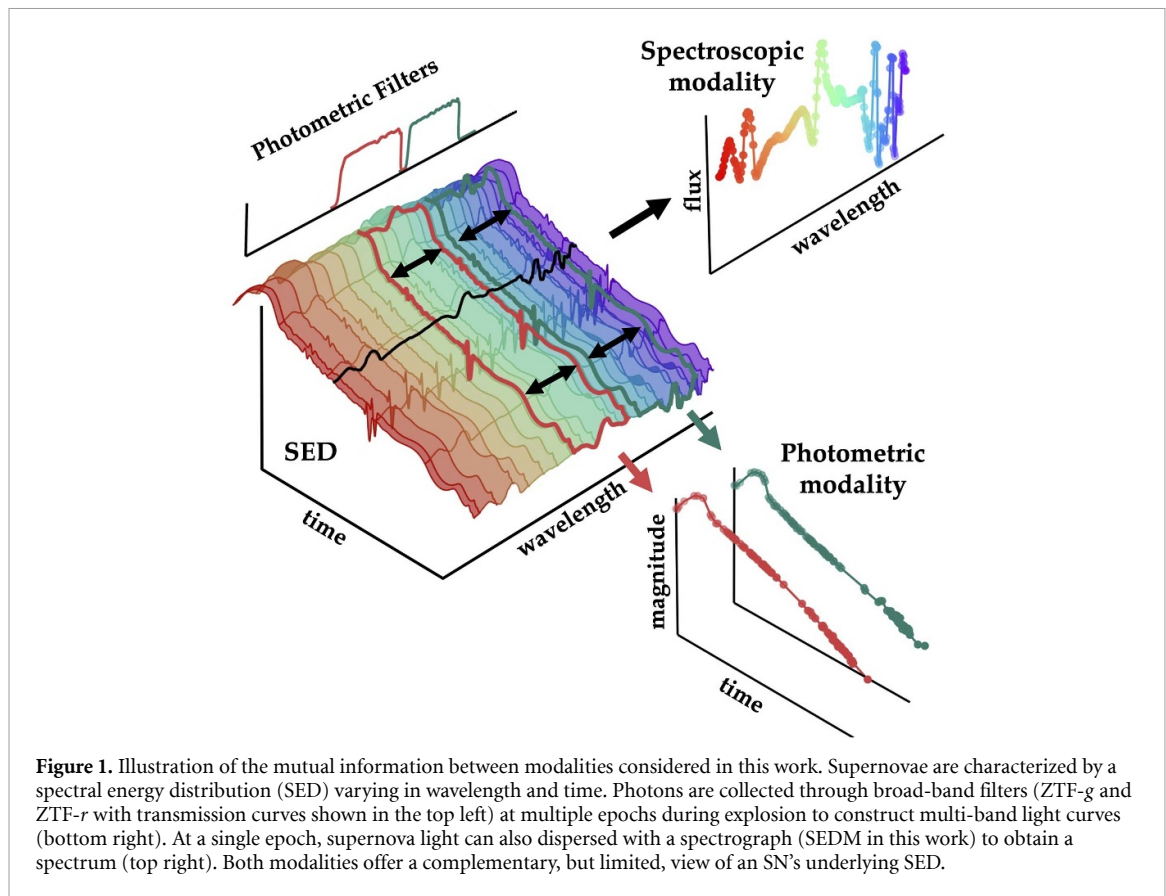 Photometric Filters
Spectroscopic
modality
flux
wavelength
SED
time
wavelength
Photometric
modality
magnitude
time
Figure 1. Illustration of the mutual information between modalities considered in this work. Supernovae are characterized by a
spectral energy distribution (SED) varying in wavelength and time. Photons are collected through broad-band filters (ZTF-g and
ZTF-r with transmission curves shown in the top left) at multiple epochs during explosion to construct multi-band light curves
(bottom right). At a single epoch, supernova light can also dispersed with a spectrograph (SEDM in this work) to obtain a
spectrum (top right). Both modalities offer a complementary, but limited, view of an SN's underlying SED.